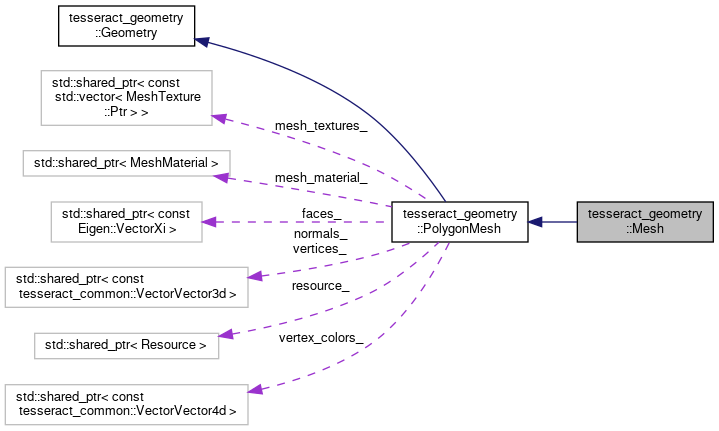 tesseract_geometry
::Geometry
std::shared_ptr< const
std::vector< MeshTexture
::Ptr > >
mesh_textures_
std::shared_ptr< MeshMaterial >
mesh_material_
std::shared_ptr< const
Eigen::VectorXi >
faces_
tesseract_geometry
::PolygonMesh
tesseract_geometry
::Mesh
normals_
vertices_
std::shared_ptr< const
tesseract_common::VectorVector3d >
resource_
std::shared_ptr< Resource >
vertex_colors_
std::shared_ptr< const
tesseract_common::VectorVector4d >